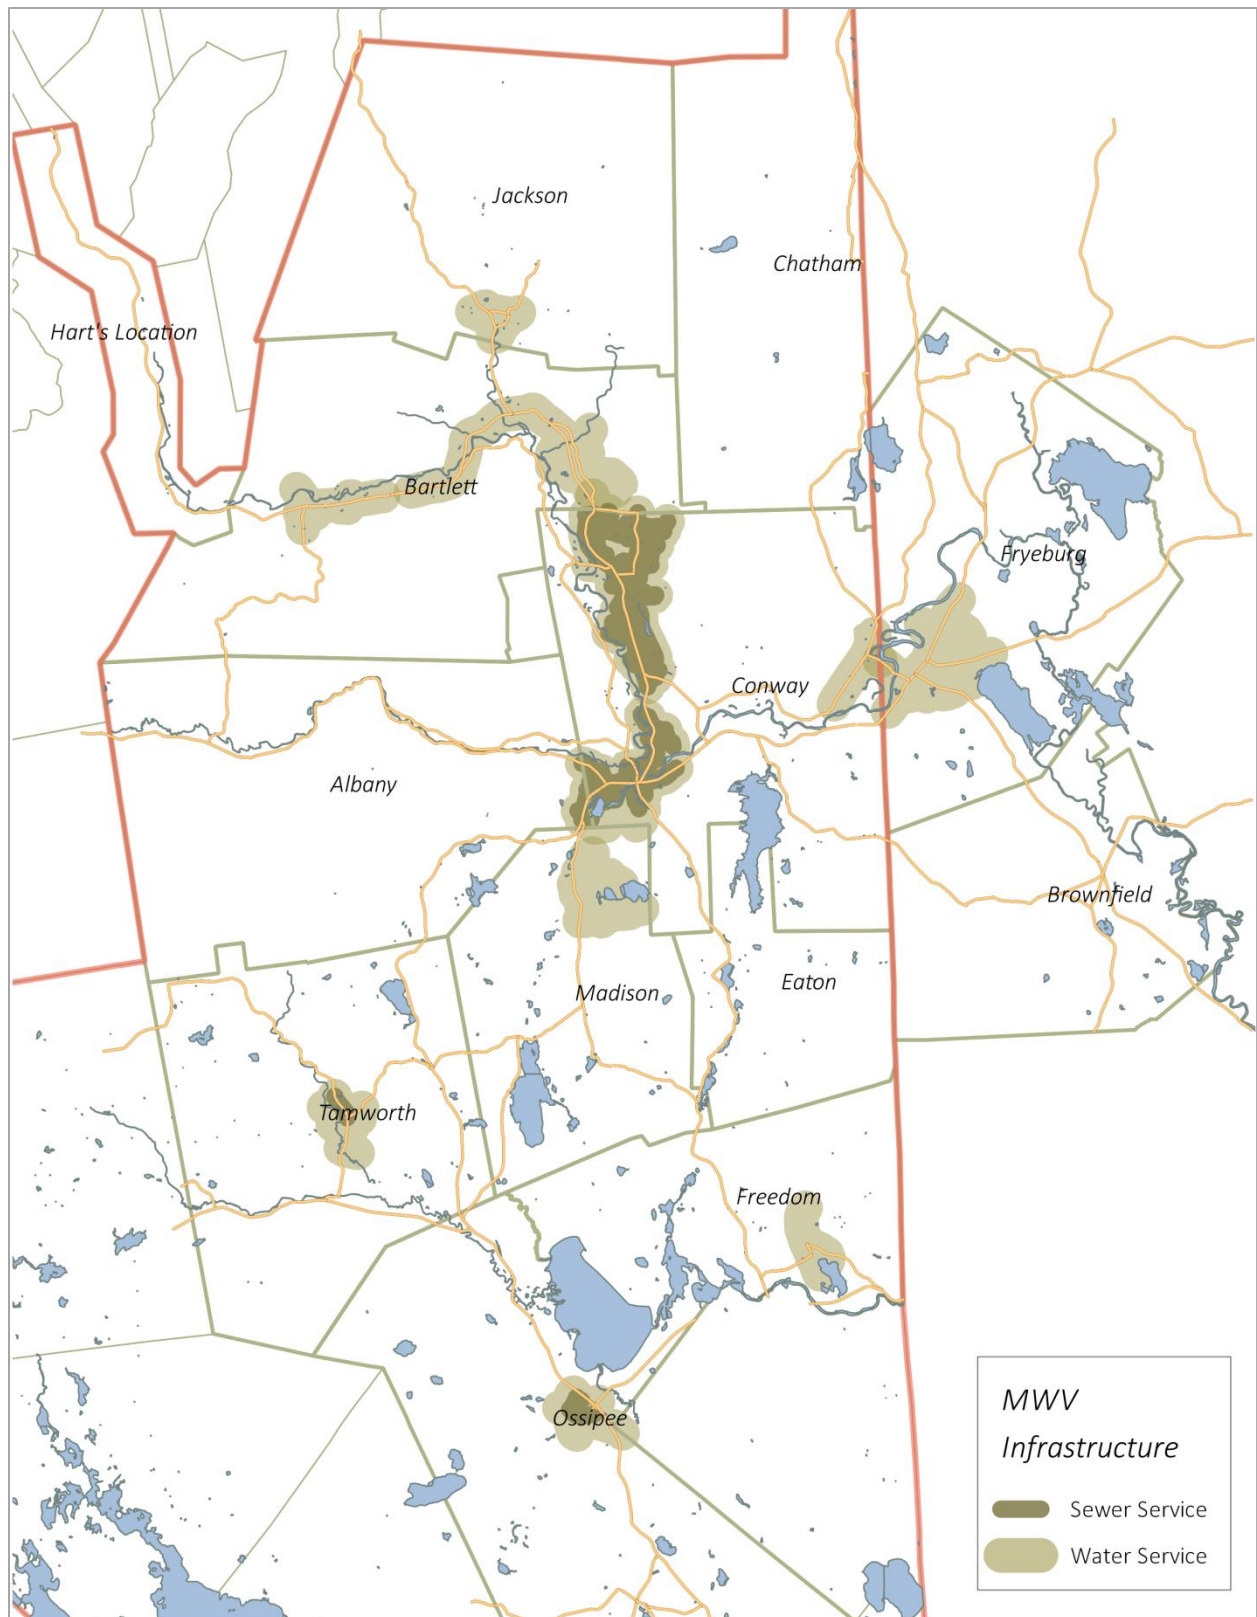 Jackson
Chatham
Hart's Location
Bartlett
Fryeburg
Conway
Albany
Brownfield
Eaton
Madison
Tamworth
Freedom
Ossipee
MWV
Infrastructure
Sewer Service
Water Service